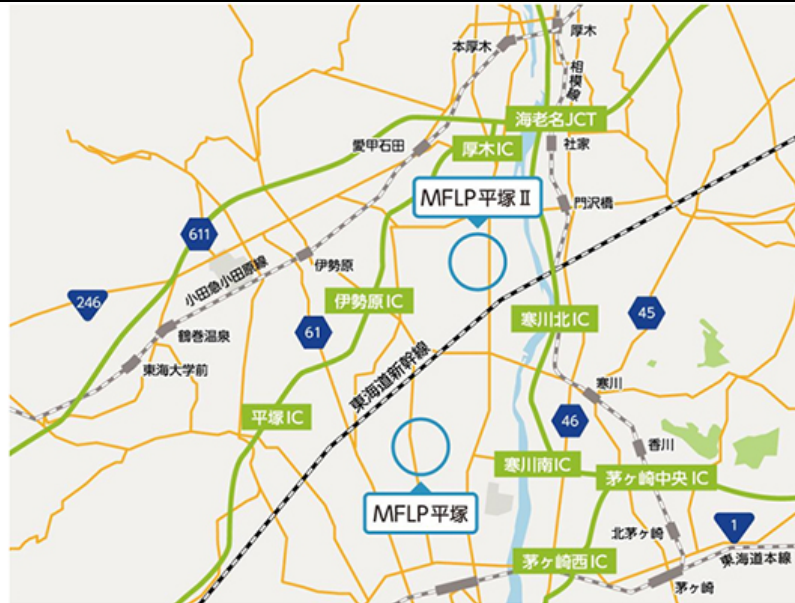 厚木
本厚木
相模線
海老名JCT
愛甲石田
厚木IC
社家
MFLP平塚Ⅱ
門沢橋
611
伊勢原
小田急小田原線
246
伊勢原IC
寒川北IC
45
61
鶴巻温泉
東海大学前
東海道新幹線
寒川
平塚IC
46
香川
寒川南IC
茅ヶ崎中央IC
MFLP平塚
北茅ヶ崎
1
東海道本線
茅ヶ崎西IC
茅ヶ崎